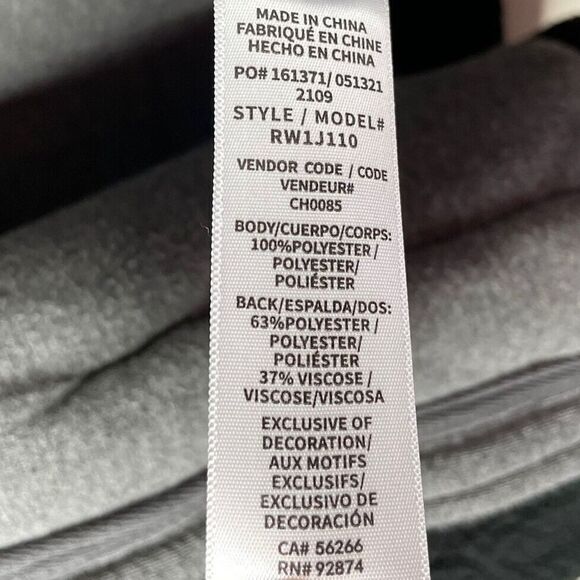 MADE IN CHINA
FABRIQUÉ EN CHINE
HECHO EN CHINA
PO# 161371/ 051321
2109
STYLE / MODEL#
RW1J110
VENDOR CODE / CODE
VENDEUR#
CH0085
BODY/CUERPO/CORPS:
100%POLYESTER /
POLYESTER/
POLIÉSTER
BACK/ESPALDA/DOS:
63%POLYESTER /
POLYESTER/
POLIÉSTER
37% VISCOSE /
VISCOSE/VISCOSA
EXCLUSIVE OF
DECORATION/
AUX MOTIFS
EXCLUSIFS/
EXCLUSIVO DE
DECORACIÓN
CA# 56266
RN# 92874